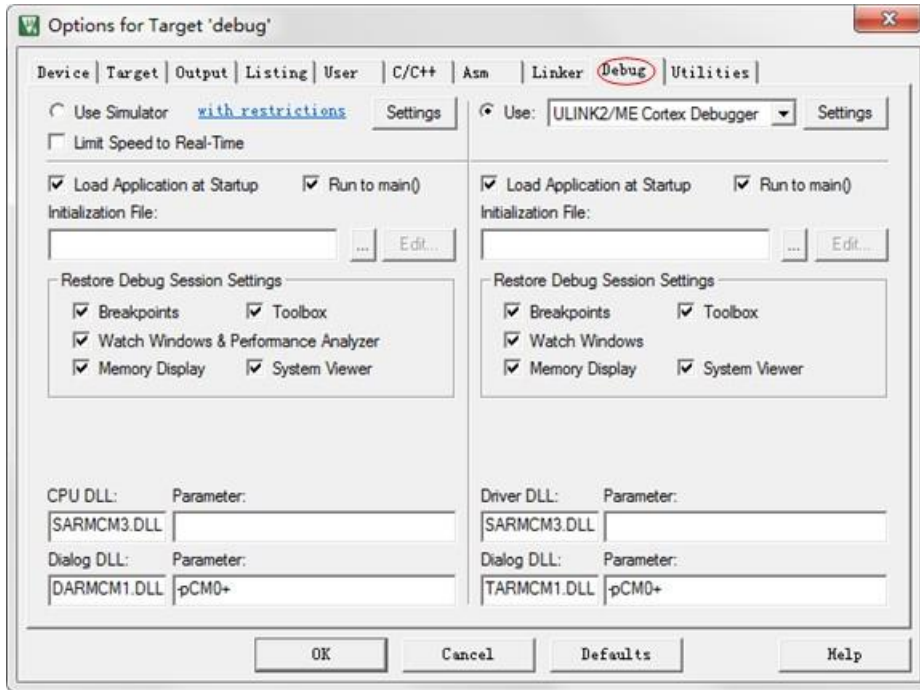 Options for Target 'debug'
Device Target Output Listing User C/C++ Asm Linker Debug Utilities
Use Simulator with restrictions Settings
Limit Speed to Real-Time
Load Application at Startup Run to main()
Initialization File:
... Edit...
Restore Debug Session Settings
Breakpoints Toolbox
Watch Windows & Performance Analyzer
Memory Display System Viewer
CPU DLL: Parameter:
SARMCM3.DLL
Dialog DLL: Parameter:
DARMCM1.DLL -pCM0+
Use: ULINK2/ME Cortex Debugger Settings
Load Application at Startup Run to main()
Initialization File:
... Edit...
Restore Debug Session Settings
Breakpoints Toolbox
Watch Windows
Memory Display System Viewer
Driver DLL: Parameter:
SARMCM3.DLL
Dialog DLL: Parameter:
TARMCM1.DLL -pCM0+
OK Cancel Defaults Help